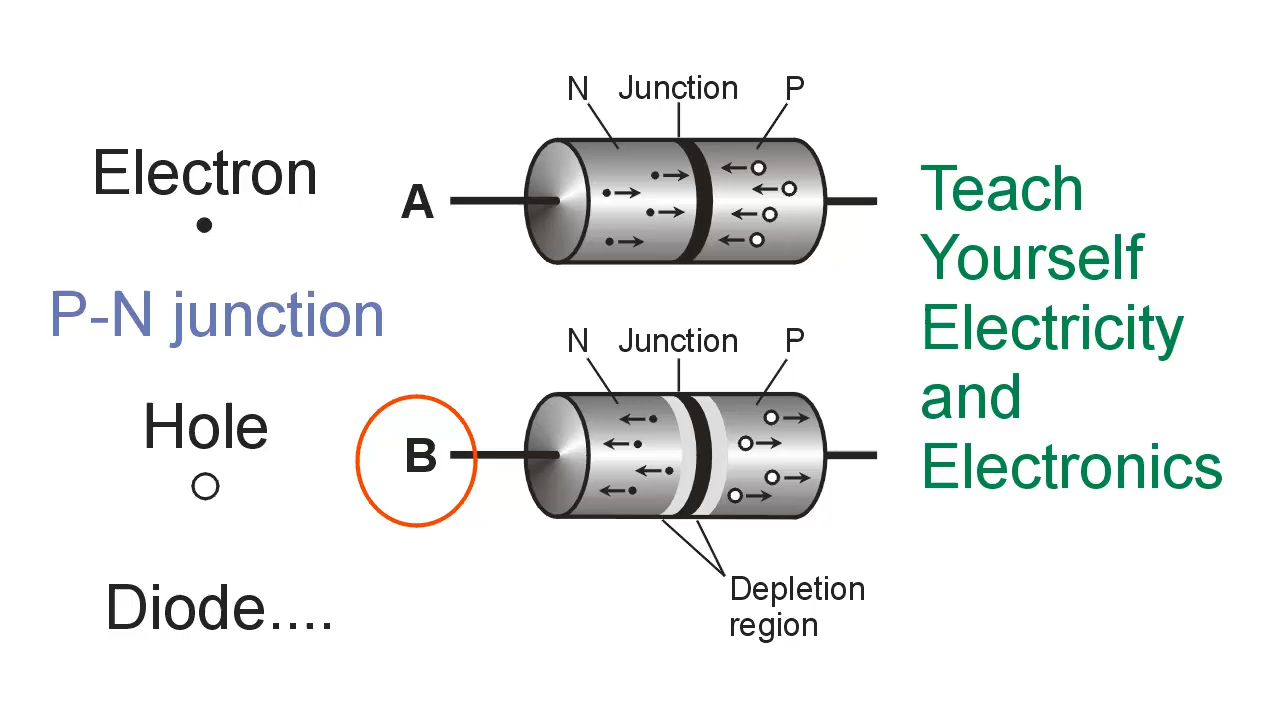 Electron
P-N junction
Hole
Diode....
N
Junction
P
A
N
Junction
P
B
Depletion
region
Teach
Yourself
Electricity
and
Electronics